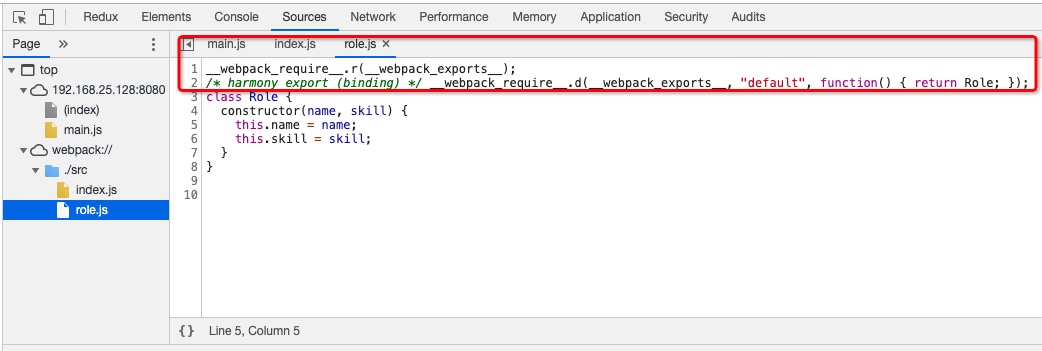 Redux Elements Console Sources Network Performance Memory Application Security Audits
Page » main.js index.js role.js ×
top
192.168.25.128:8080
(index)
main.js
webpack://
./src
index.js
role.js
1 __webpack_require__.r(__webpack_exports__);
2 /* harmony export (binding) */ __webpack_require__.d(__webpack_exports__, "default", function() { return Role; });
3 class Role {
4 constructor(name, skill) {
5 this.name = name;
6 this.skill = skill;
7 }
8 }
9
10
{} Line 5, Column 5